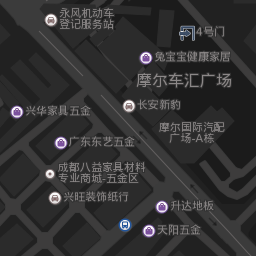 永风机动车
登记服务站
4号门
兔宝宝健康家居
摩尔车汇广场
长安新豹
兴华家具五金
摩尔国际汽配
广场-A栋
广东东艺五金
成都八益家具材料
专业商城-五金区
兴旺装饰纸行
升达地板
天阳五金